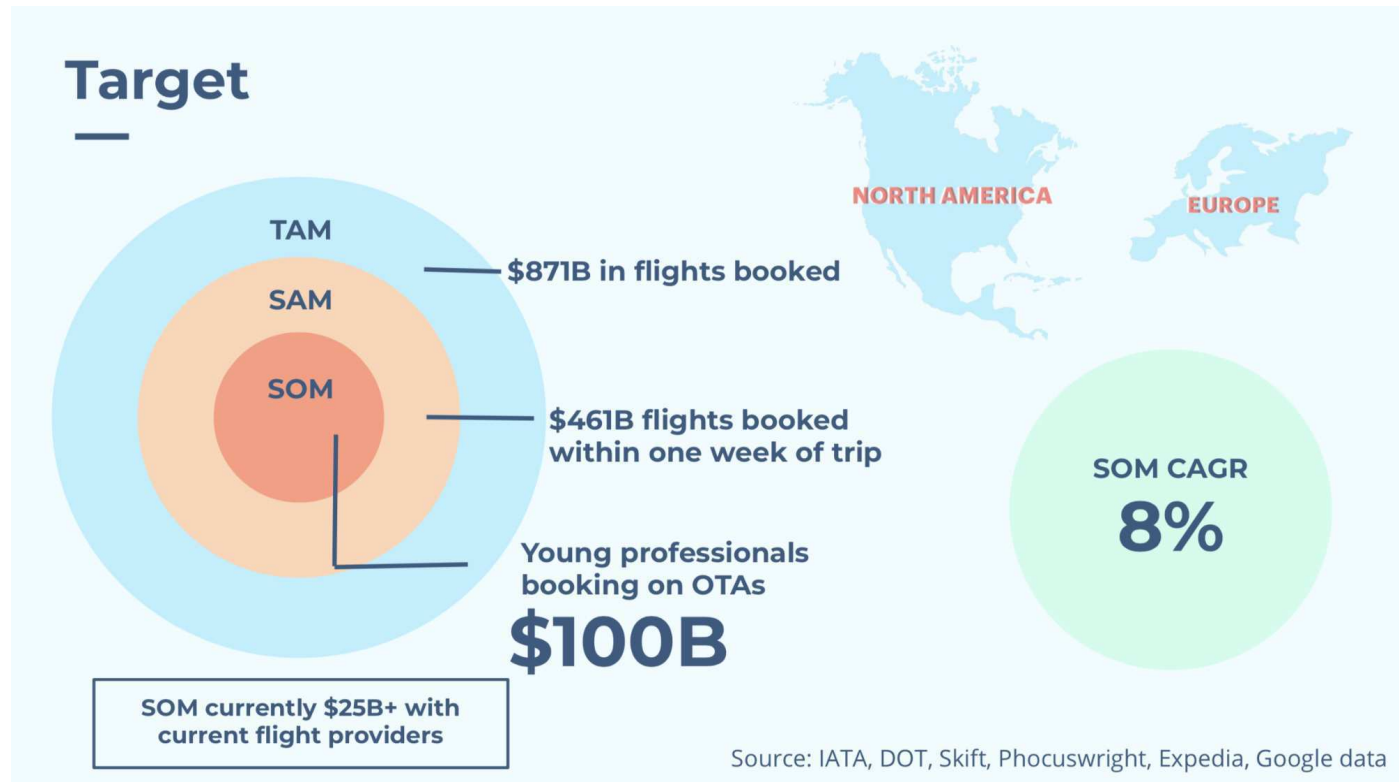 Target
NORTH AMERICA
EUROPE
TAM
$871B in flights booked
SAM
SOM
$461B flights booked
within one week of trip
SOM CAGR
8%
Young professionals
booking on OTAs
$100B
SOM currently $25B+ with
current flight providers
Source: IATA, DOT, Skift, Phocuswright, Expedia, Google data